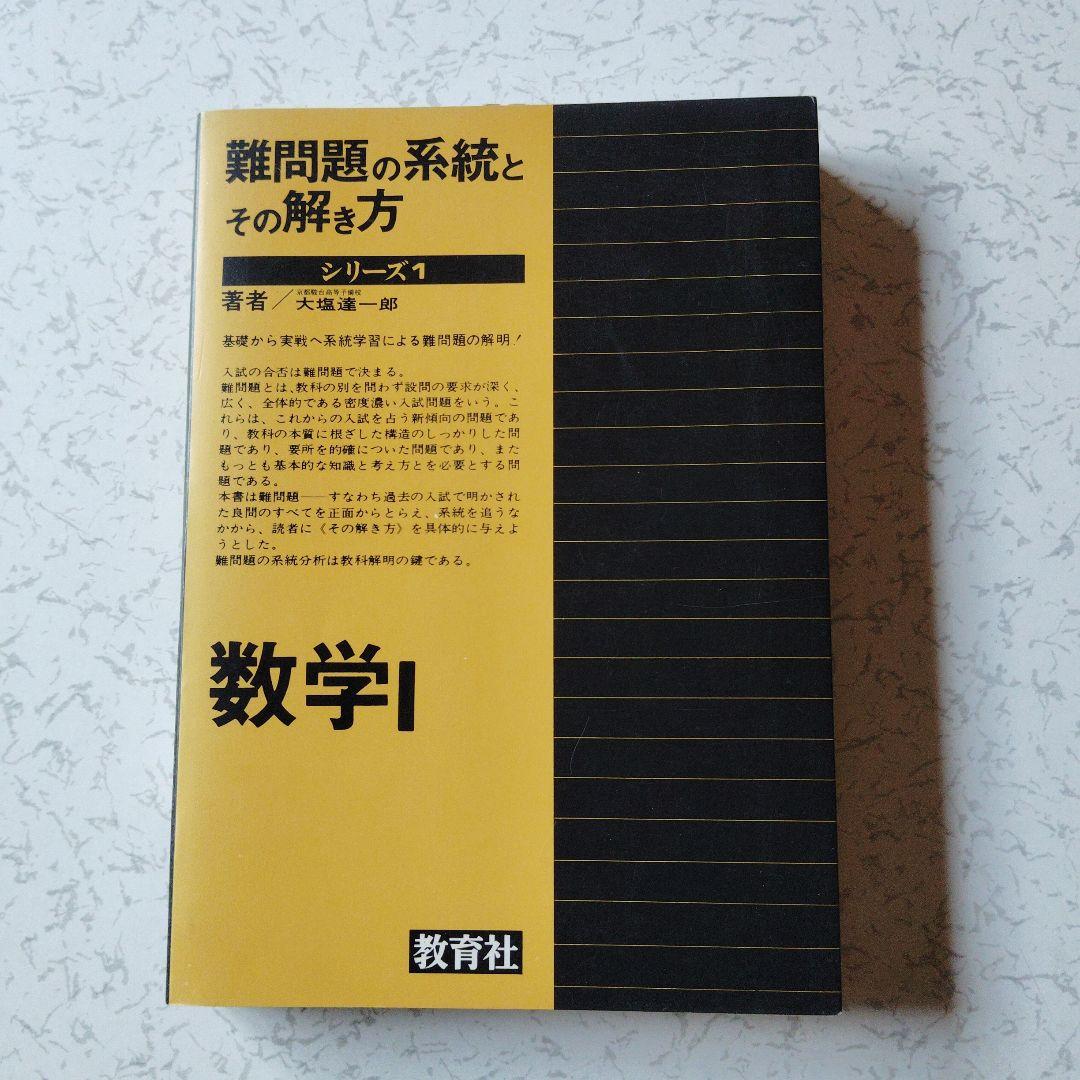 難問題の系統と
その解き方
シリーズ1
京都駿台高等予備校
著者/大塩達一郎
基礎から実戦へ系統学習による難問題の解明!
入試の合否は難問題で決まる。
難問題とは、教科の別を問わず設問の要求が深く、
広く、全体的である密度濃い入試問題をいう。こ
れらは、これからの入試を占う新傾向の問題であ
り、教科の本質に根ざした構造のしっかりした問
題であり、要所を的確についた問題であり、また
もっとも基本的な知識と考え方とを必要とする問
題である。
本書は難問題──すなわち過去の入試で明かされ
た良問のすべてを正面からとらえ、系統を追うな
かから、読者に《その解き方》を具体的に与えよ
うとした。
難問題の系統分析は教科解明の鍵である。
数学I
教育社